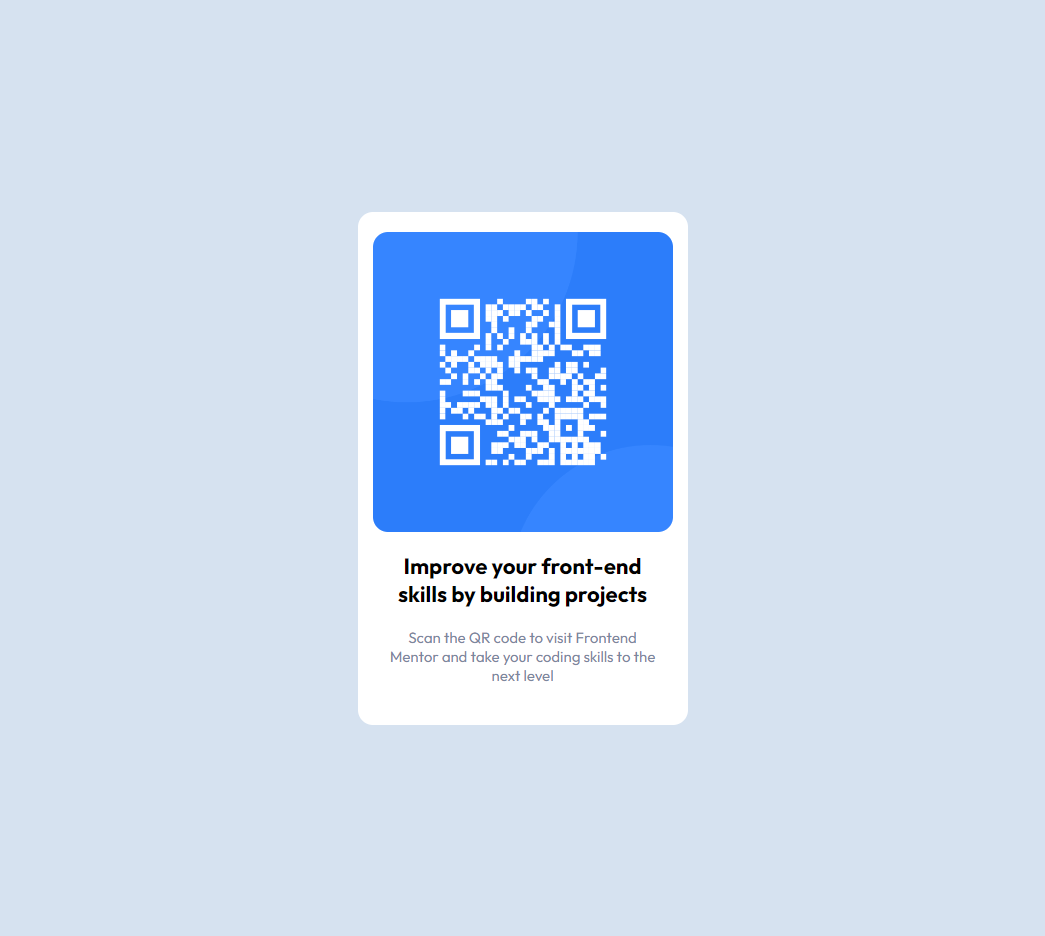 Improve your front-end
skills by building projects
Scan the QR code to visit Frontend
Mentor and take your coding skills to the
next level